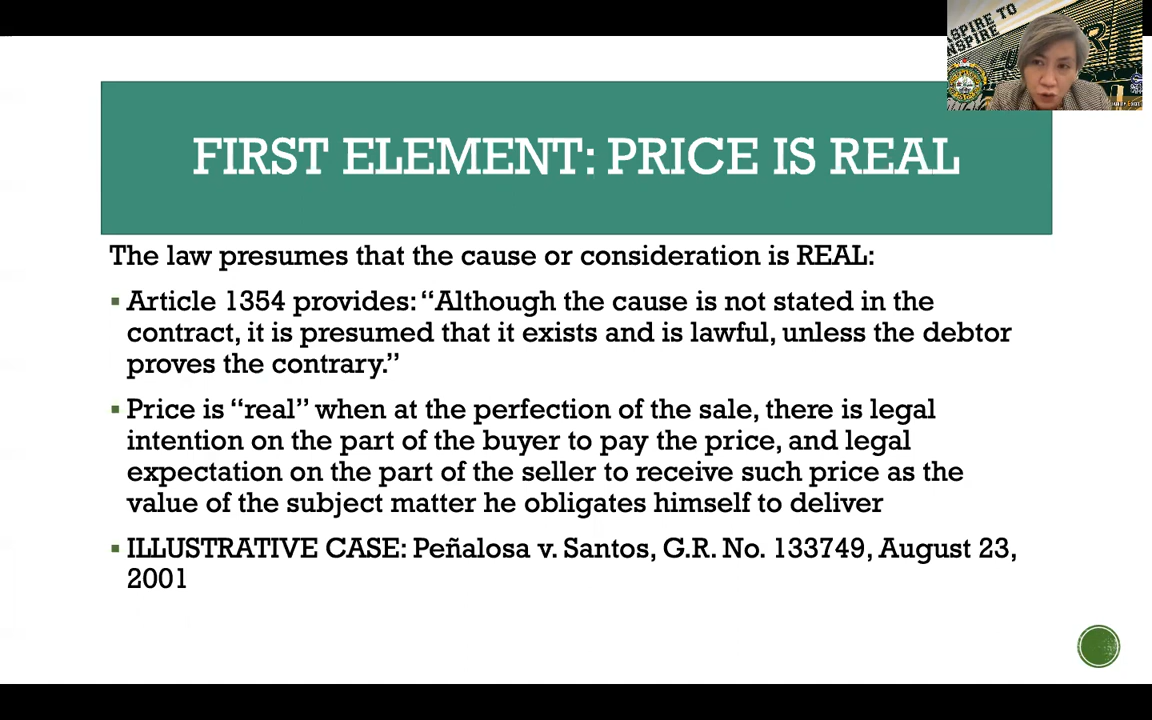 SPIRE TO
NSPIRE
FIRST ELEMENT: PRICE IS REAL
The law presumes that the cause or consideration is REAL:
▪ Article 1354 provides: “Although the cause is not stated in the
contract, it is presumed that it exists and is lawful, unless the debtor
proves the contrary.”
▪ Price is “real” when at the perfection of the sale, there is legal
intention on the part of the buyer to pay the price, and legal
expectation on the part of the seller to receive such price as the
value of the subject matter he obligates himself to deliver
▪ ILLUSTRATIVE CASE: Peñalosa v. Santos, G.R. No. 133749, August 23,
2001